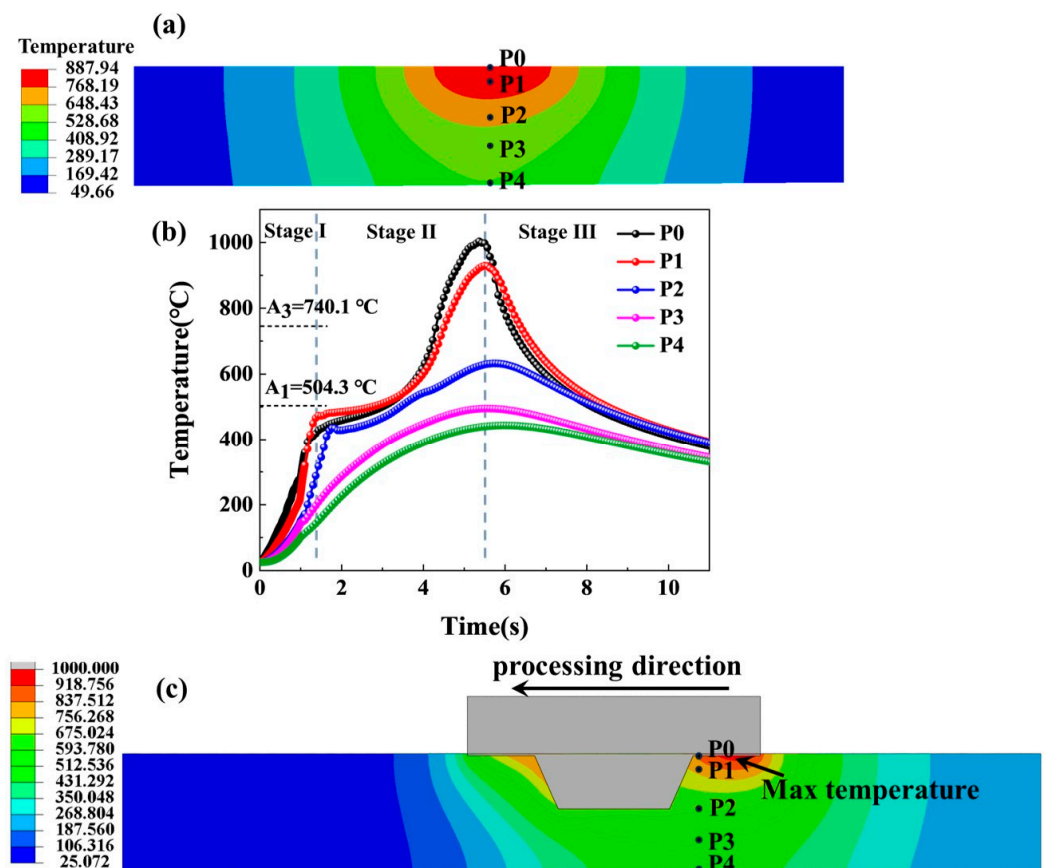 (a)
Temperature
887.94
768.19
648.43
528.68
408.92
289.17
169.42
49.66
P0
P1
P2
P3
P4
(b)
Stage I
Stage II
Stage III
P0
P1
P2
P3
P4
A3=740.1 ℃
A1=504.3 ℃
Temperature(℃)
1000
800
600
400
200
0
0 2 4 6 8 10
Time(s)
(c)
1000.000
918.756
837.512
756.268
675.024
593.780
512.536
431.292
350.048
268.804
187.560
106.316
25.072
processing direction
P0
P1
Max temperature
P2
P3
P4